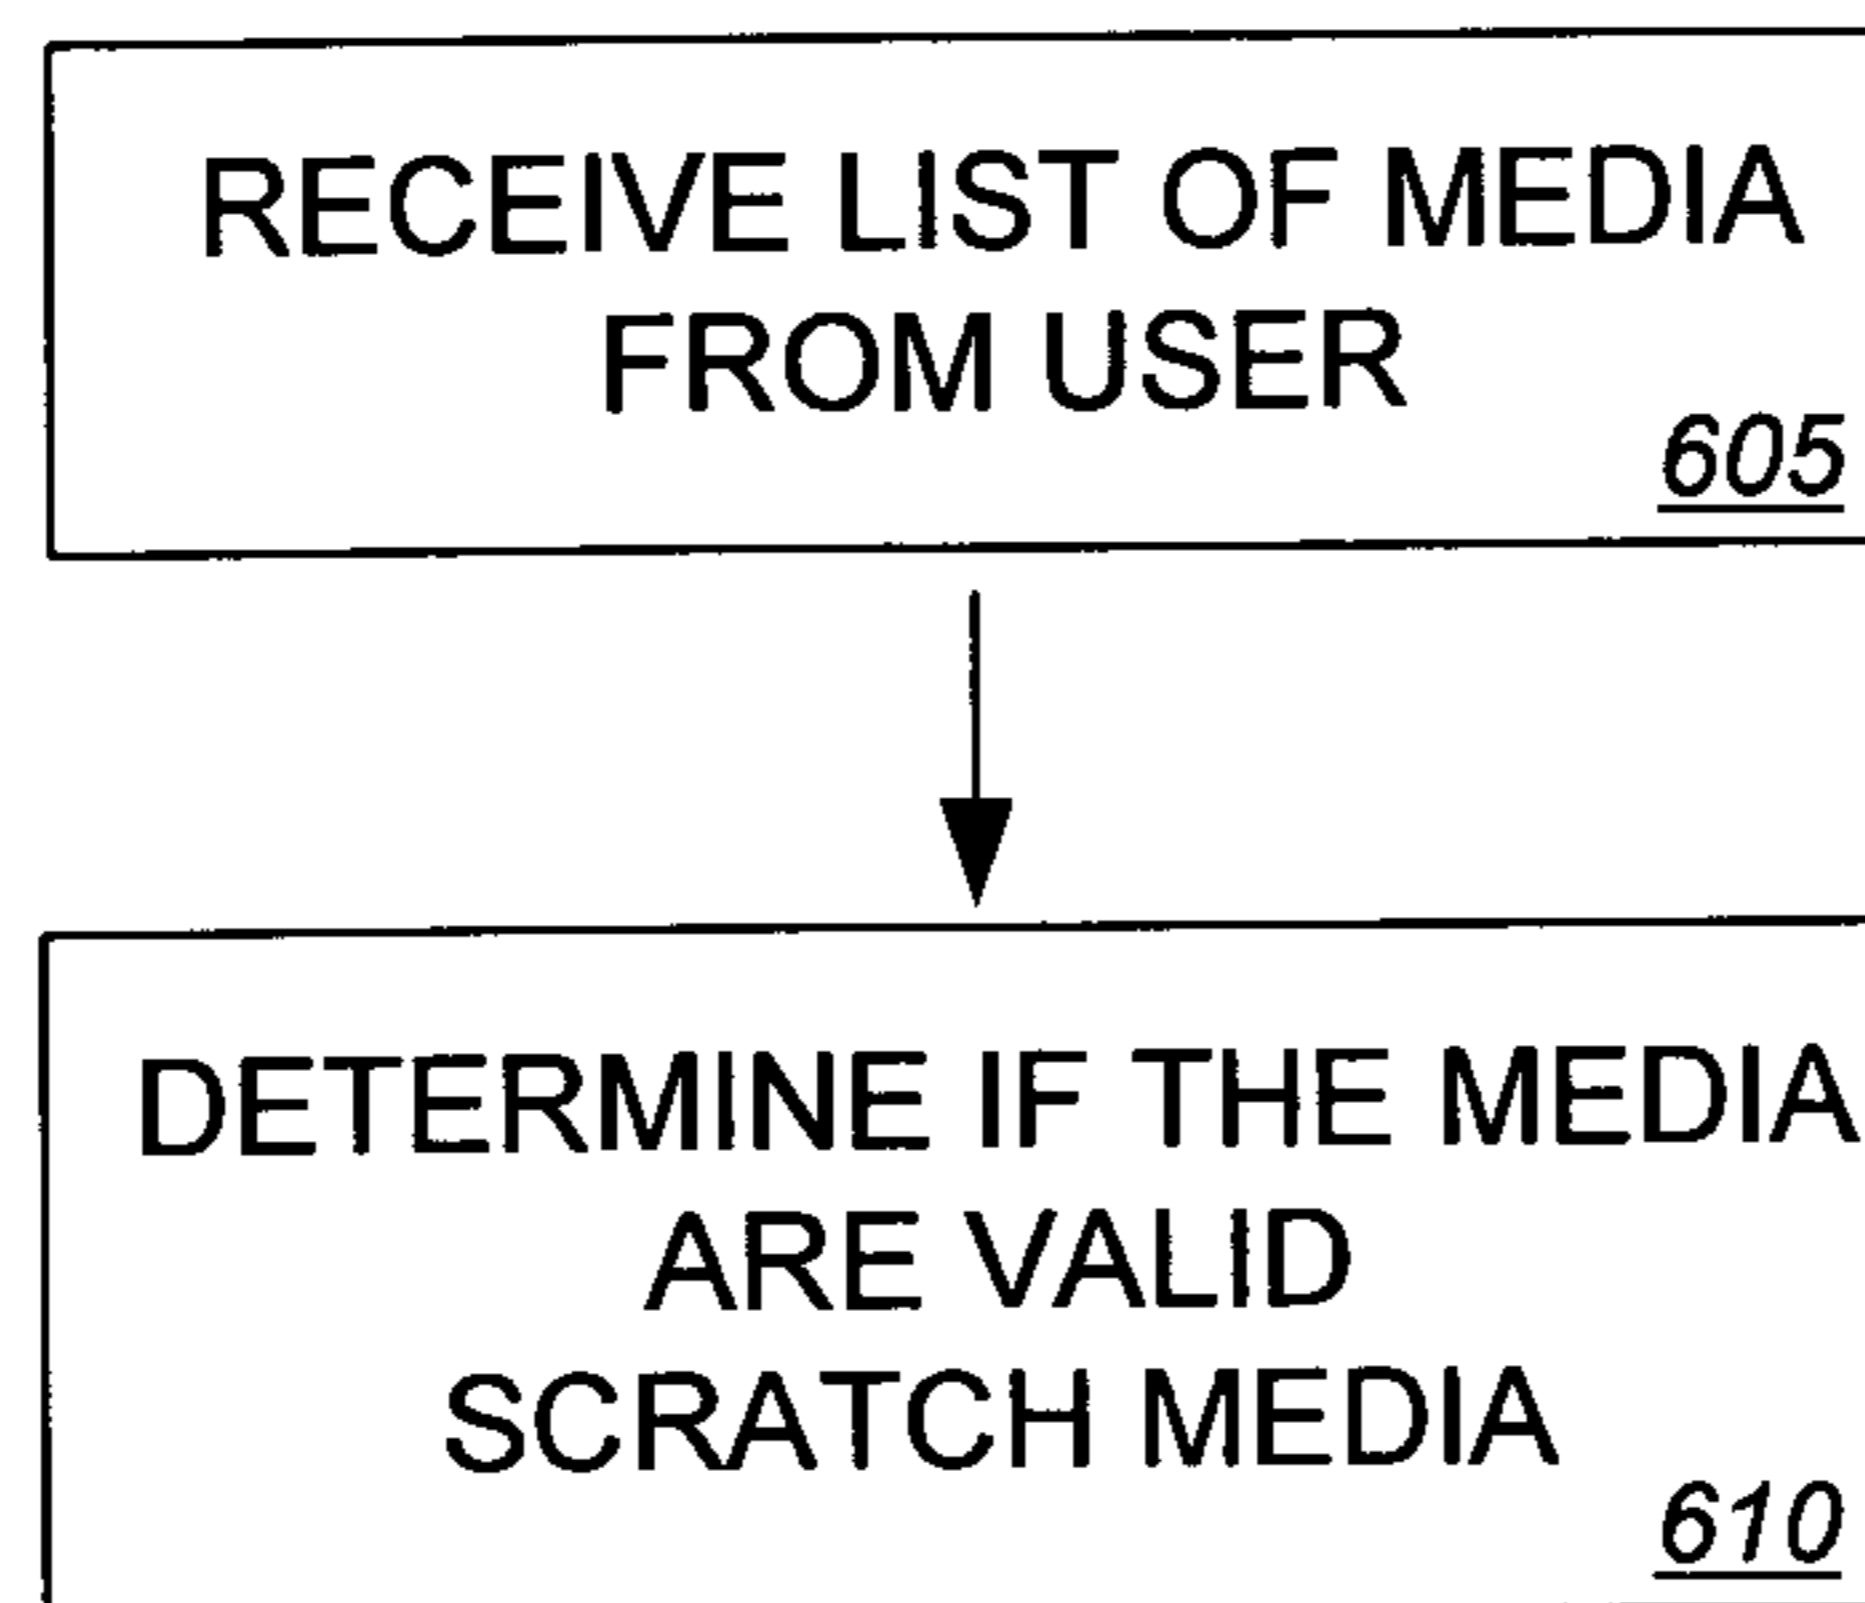 RECEIVE LIST OF MEDIA
FROM USER
605
DETERMINE IF THE MEDIA
ARE VALID
SCRATCH MEDIA
610